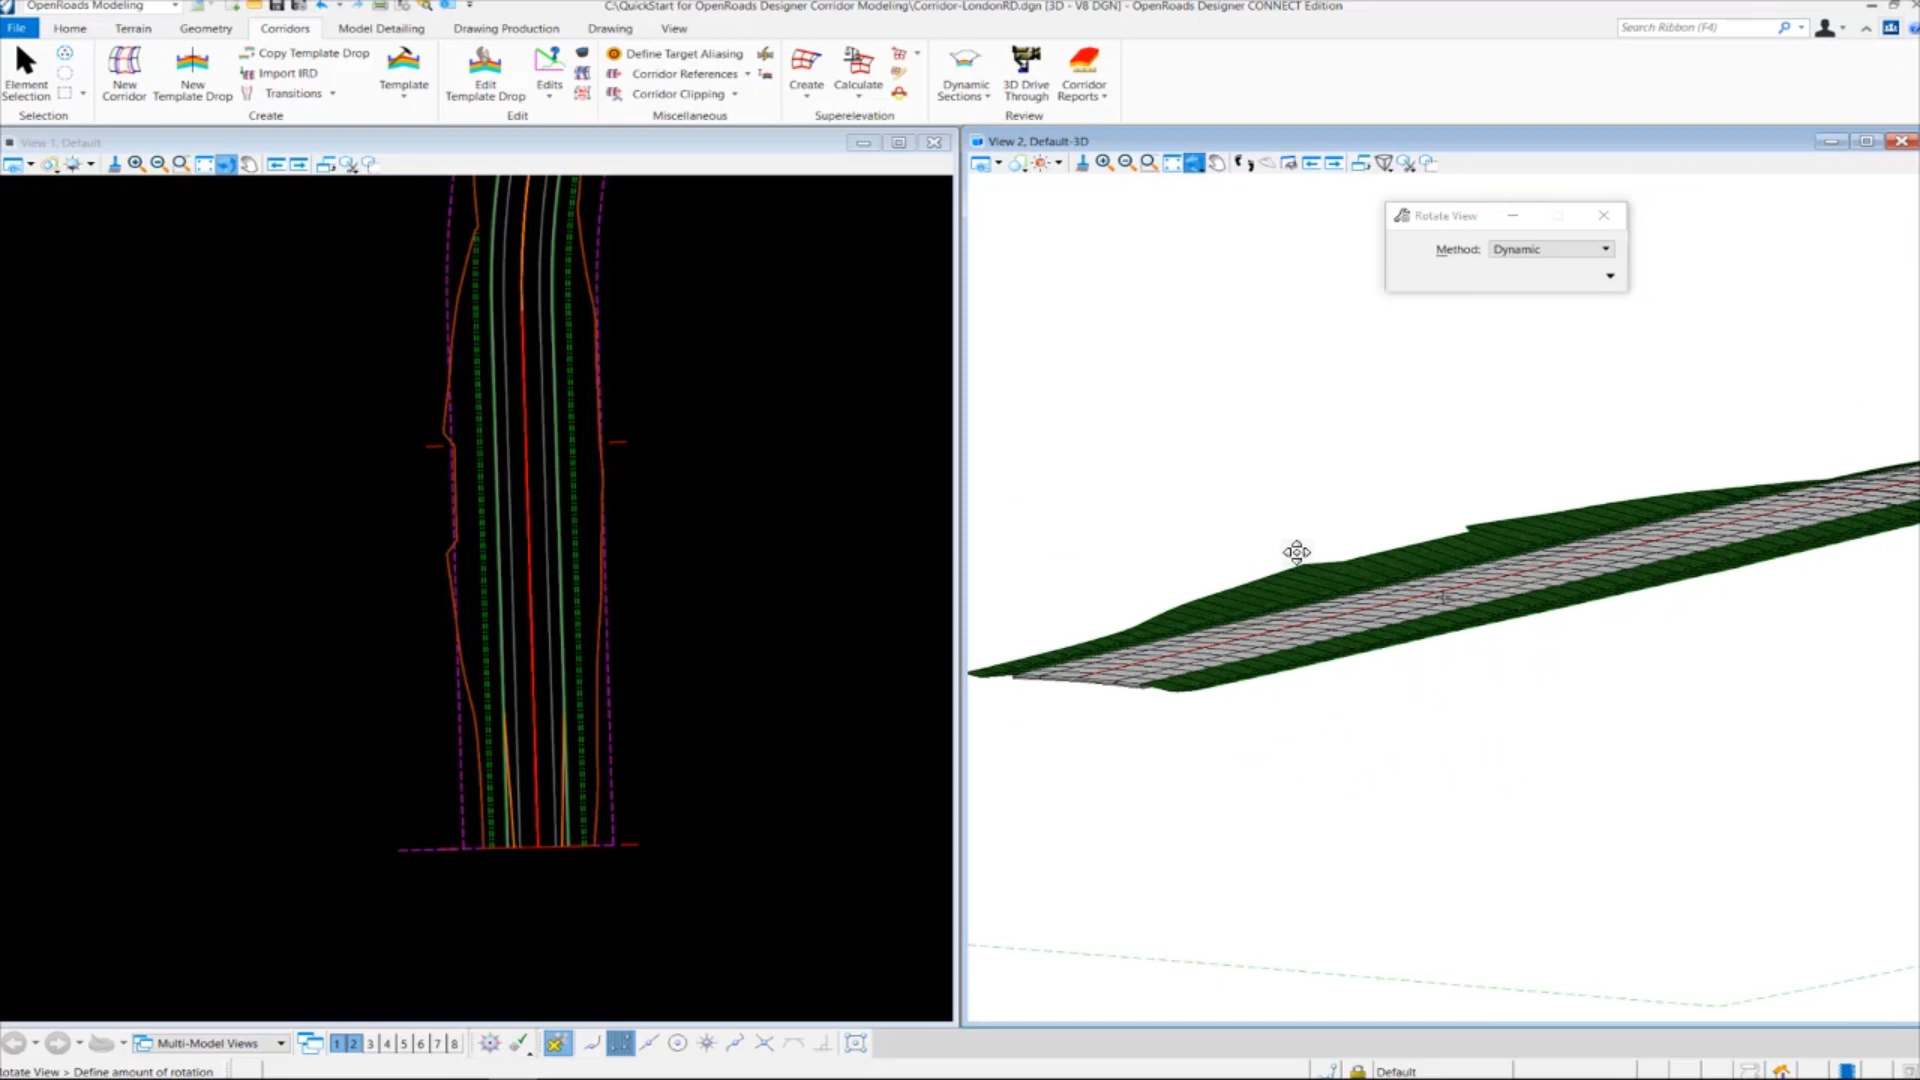 OpenRoads Modeling
C:\QuickStart for OpenRoads Designer Corridor Modeling\Corridor-LondonRD.dgn [3D - V8 DGN] - OpenRoads Designer CONNECT Edition
File Home Terrain Geometry Corridors Model Detailing Drawing Production Drawing View
Search Ribbon (F4)
Element Selection
Selection
New Corridor
New Template Drop
Copy Template Drop
Import IRD
Transitions
Template
Create
Edit Template Drop
Edits
Edit
Define Target Aliasing
Corridor References
Corridor Clipping
Miscellaneous
Create
Calculate
Superelevation
Dynamic Sections
3D Drive Through
Corridor Reports
Review
View 1, Default
View 2, Default-3D
Rotate View
Method: Dynamic
Multi-Model Views
1 2 3 4 5 6 7 8
otate View > Define amount of rotation
Default